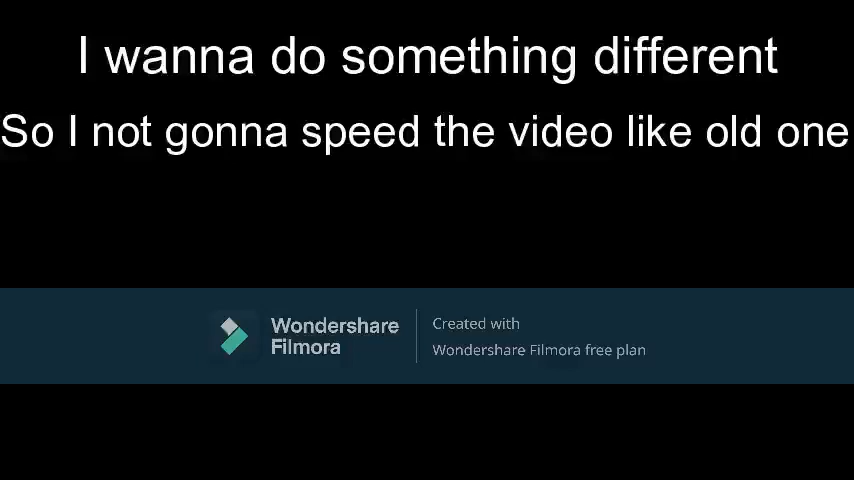 I wanna do something different
So I not gonna speed the video like old one
Wondershare
Filmora
Created with
Wondershare Filmora free plan